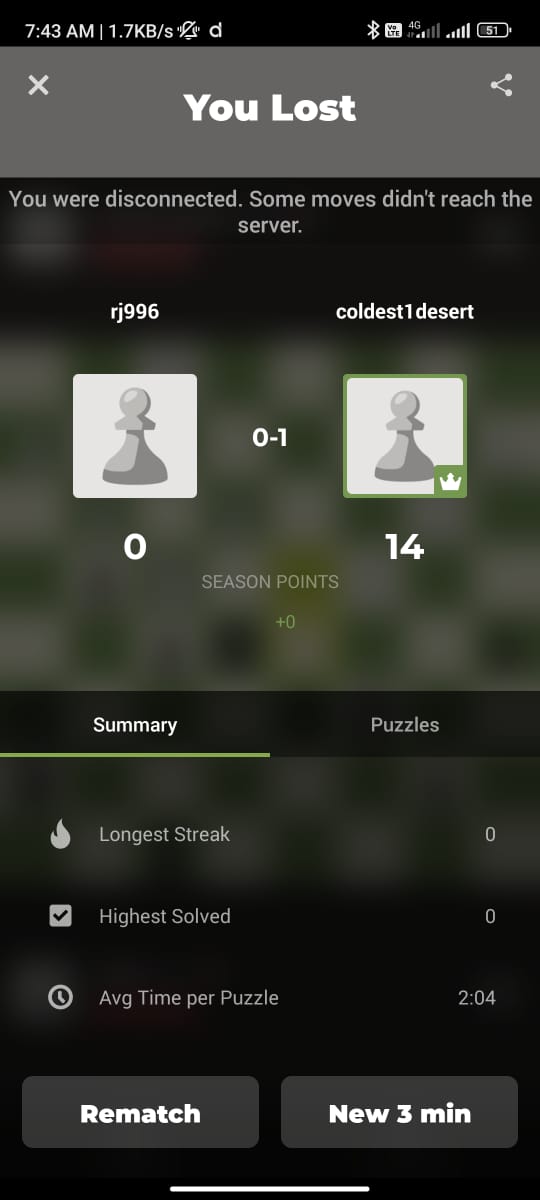 7:43 AM | 1.7KB/s d
Vo LTE 4G 51
You Lost
You were disconnected. Some moves didn't reach the
server.
rj996 coldest1desert
0-1
0 14
SEASON POINTS
+0
Summary Puzzles
Longest Streak 0
Highest Solved 0
Avg Time per Puzzle 2:04
Rematch New 3 min